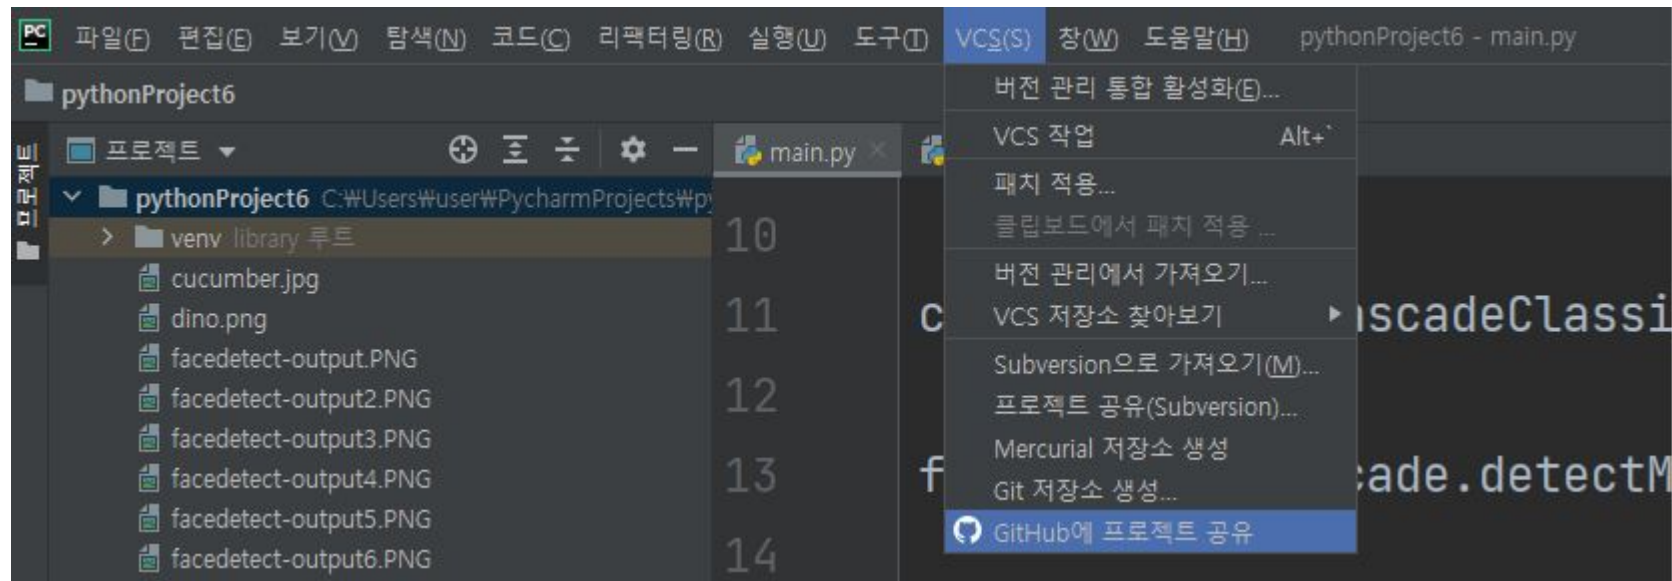 PC 파일(F) 편집(E) 보기(V) 탐색(N) 코드(C) 리팩터링(R) 실행(U) 도구(T) VCS(S) 창(W) 도움말(H) pythonProject6 - main.py
pythonProject6
프로젝트
프로젝트
main.py
pythonProject6 C:₩Users₩user₩PycharmProjects₩py
venv library 루트
cucumber.jpg
dino.png
facedetect-output.PNG
facedetect-output2.PNG
facedetect-output3.PNG
facedetect-output4.PNG
facedetect-output5.PNG
facedetect-output6.PNG
버전 관리 통합 활성화(E)...
VCS 작업 Alt+`
패치 적용...
클립보드에서 패치 적용 ...
버전 관리에서 가져오기...
VCS 저장소 찾아보기
Subversion으로 가져오기(M)...
프로젝트 공유(Subversion)...
Mercurial 저장소 생성
Git 저장소 생성...
GitHub에 프로젝트 공유
10
11 c scadeClassi
12
13 f cade.detectM
14